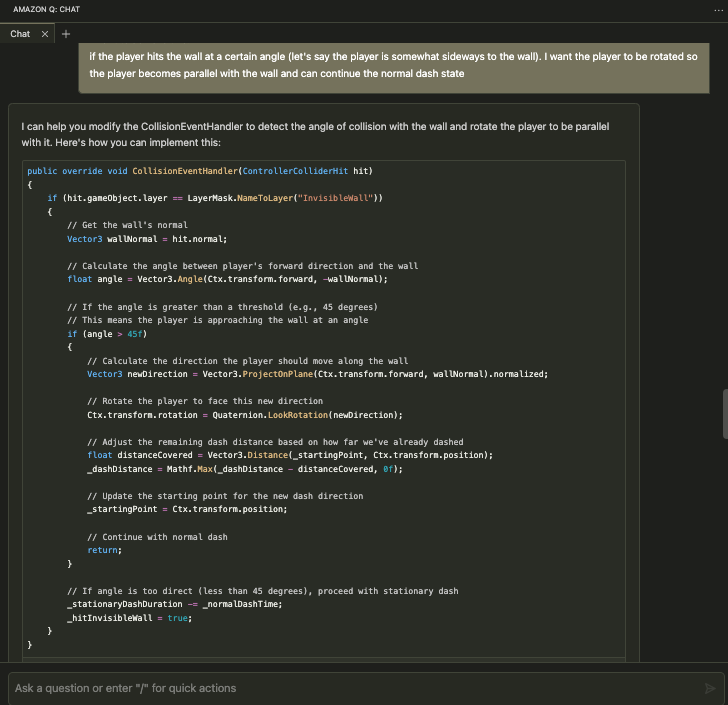 AMAZON Q: CHAT
Chat
if the player hits the wall at a certain angle (let's say the player is somewhat sideways to the wall). I want the player to be rotated so
the player becomes parallel with the wall and can continue the normal dash state
I can help you modify the CollisionEventHandler to detect the angle of collision with the wall and rotate the player to be parallel
with it. Here's how you can implement this:
public override void CollisionEventHandler(ControllerColliderHit hit)
{
if (hit.gameObject.layer == LayerMask.NameToLayer("InvisibleWall"))
{
// Get the wall's normal
Vector3 wallNormal = hit.normal;
// Calculate the angle between player's forward direction and the wall
float angle = Vector3.Angle(Ctx.transform.forward, -wallNormal);
// If the angle is greater than a threshold (e.g., 45 degrees)
// This means the player is approaching the wall at an angle
if (angle > 45f)
{
// Calculate the direction the player should move along the wall
Vector3 newDirection = Vector3.ProjectOnPlane(Ctx.transform.forward, wallNormal).normalized;
// Rotate the player to face this new direction
Ctx.transform.rotation = Quaternion.LookRotation(newDirection);
// Adjust the remaining dash distance based on how far we've already dashed
float distanceCovered = Vector3.Distance(_startingPoint, Ctx.transform.position);
_dashDistance = Mathf.Max(_dashDistance - distanceCovered, 0f);
// Update the starting point for the new dash direction
_startingPoint = Ctx.transform.position;
// Continue with normal dash
return;
}
// If angle is too direct (less than 45 degrees), proceed with stationary dash
_stationaryDashDuration -= _normalDashTime;
_hitInvisibleWall = true;
}
}
Ask a question or enter "/" for quick actions